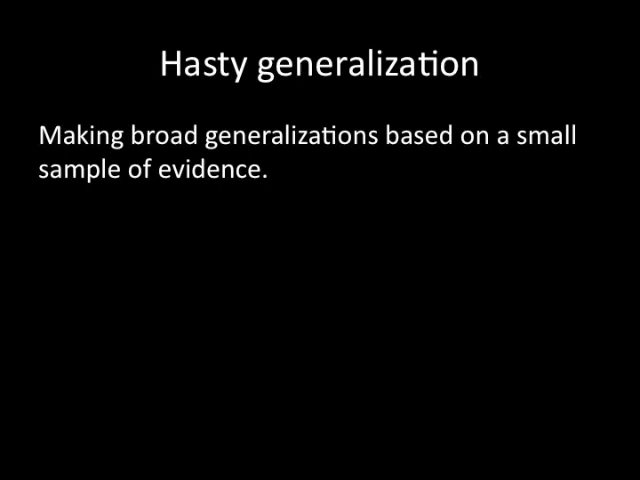 Hasty generalization
Making broad generalizations based on a small
sample of evidence.